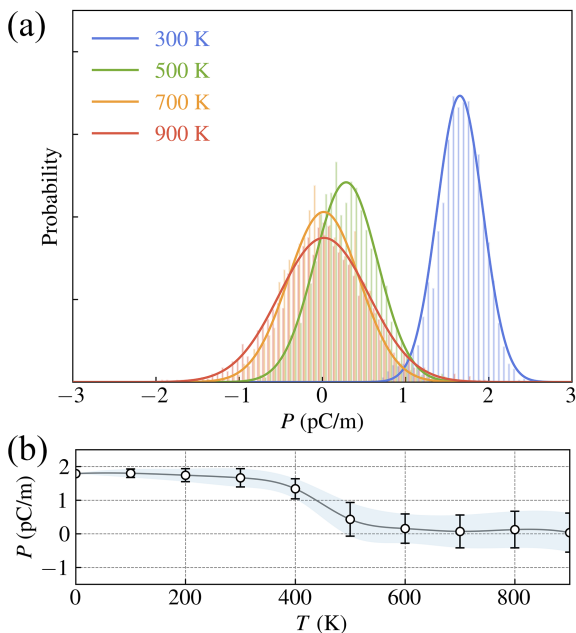 (a)
300 K
500 K
700 K
900 K
Probability
−3 −2 −1 0 1 2 3
P (pC/m)
(b)
P (pC/m)
2
1
0
−1
0 200 400 600 800
T (K)